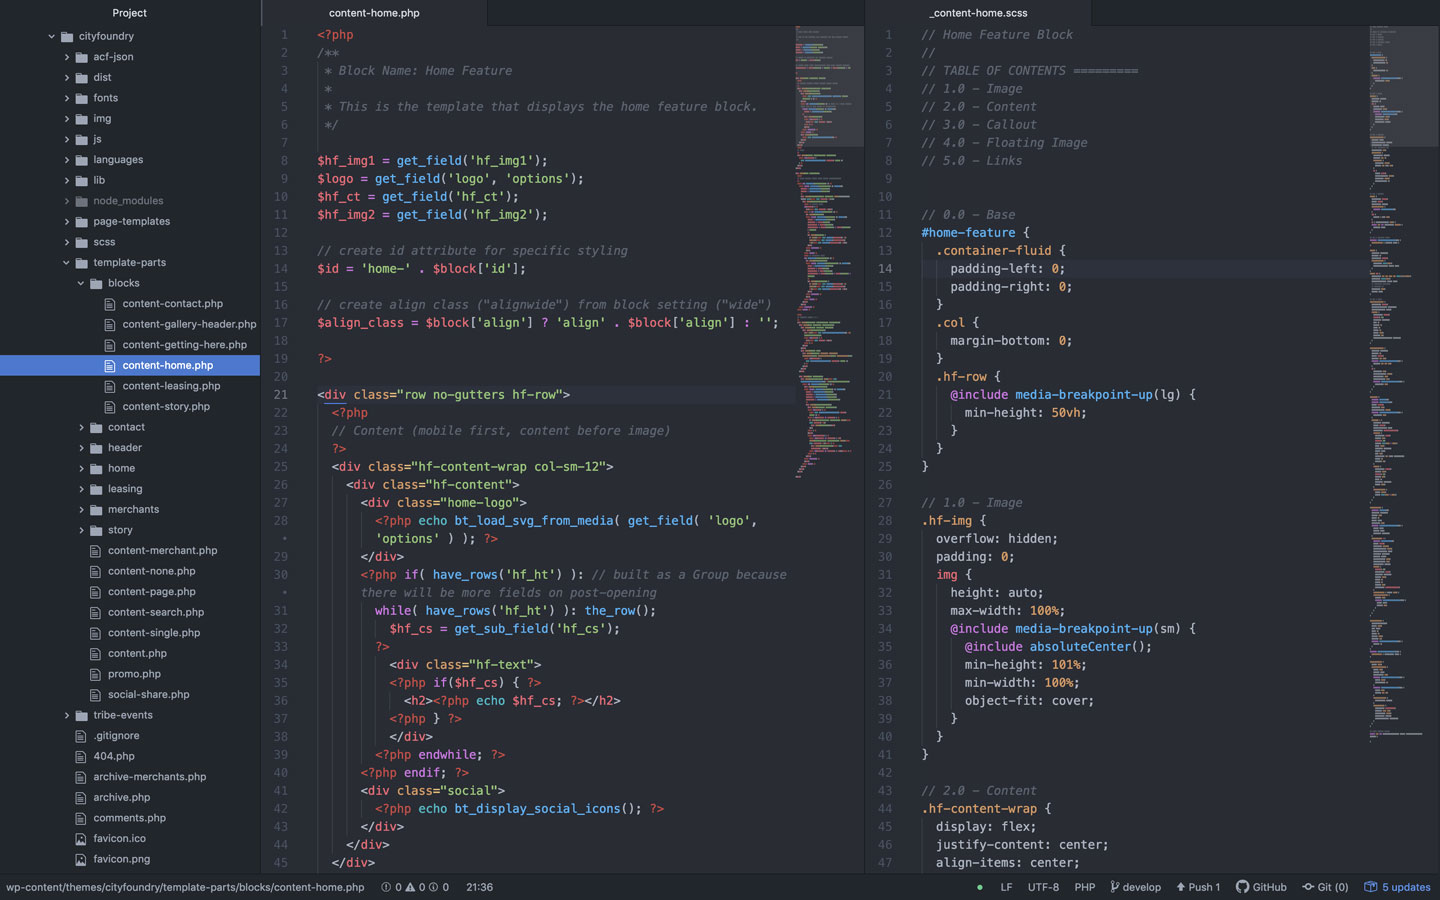 Project
cityfoundry
acf-json
dist
fonts
img
js
languages
lib
node_modules
page-templates
scss
template-parts
blocks
content-contact.php
content-gallery-header.php
content-getting-here.php
content-home.php
content-leasing.php
content-story.php
contact
header
home
leasing
merchants
story
content-merchant.php
content-none.php
content-page.php
content-search.php
content-single.php
content.php
promo.php
social-share.php
tribe-events
.gitignore
404.php
archive-merchants.php
archive.php
comments.php
favicon.ico
favicon.png
content-home.php
1 <?php
2 /**
3 * Block Name: Home Feature
4 *
5 * This is the template that displays the home feature block.
6 */
7
8 $hf_img1 = get_field('hf_img1');
9 $logo = get_field('logo', 'options');
10 $hf_ct = get_field('hf_ct');
11 $hf_img2 = get_field('hf_img2');
12
13 // create id attribute for specific styling
14 $id = 'home-' . $block['id'];
15
16 // create align class ("alignwide") from block setting ("wide")
17 $align_class = $block['align'] ? 'align' . $block['align'] : '';
18
19 ?>
20
21 <div class="row no-gutters hf-row">
22 <?php
23 // Content (mobile first, content before image)
24 ?>
25 <div class="hf-content-wrap col-sm-12">
26 <div class="hf-content">
27 <div class="home-logo">
28 <?php echo bt_load_svg_from_media( get_field( 'logo',
• 'options' ) ); ?>
29 </div>
30 <?php if( have_rows('hf_ht') ): // built as a Group because
• there will be more fields on post-opening
31 while( have_rows('hf_ht') ): the_row();
32 $hf_cs = get_sub_field('hf_cs');
33 ?>
34 <div class="hf-text">
35 <?php if($hf_cs) { ?>
36 <h2><?php echo $hf_cs; ?></h2>
37 <?php } ?>
38 </div>
39 <?php endwhile; ?>
40 <?php endif; ?>
41 <div class="social">
42 <?php echo bt_display_social_icons(); ?>
43 </div>
44 </div>
45 </div>
_content-home.scss
1 // Home Feature Block
2 //
3 // TABLE OF CONTENTS =========
4 // 1.0 - Image
5 // 2.0 - Content
6 // 3.0 - Callout
7 // 4.0 - Floating Image
8 // 5.0 - Links
9
10
11 // 0.0 - Base
12 #home-feature {
13 .container-fluid {
14 padding-left: 0;
15 padding-right: 0;
16 }
17 .col {
18 margin-bottom: 0;
19 }
20 .hf-row {
21 @include media-breakpoint-up(lg) {
22 min-height: 50vh;
23 }
24 }
25 }
26
27 // 1.0 - Image
28 .hf-img {
29 overflow: hidden;
30 padding: 0;
31 img {
32 height: auto;
33 max-width: 100%;
34 @include media-breakpoint-up(sm) {
35 @include absoluteCenter();
36 min-height: 101%;
37 min-width: 100%;
38 object-fit: cover;
39 }
40 }
41 }
42
43 // 2.0 - Content
44 .hf-content-wrap {
45 display: flex;
46 justify-content: center;
47 align-items: center;
wp-content/themes/cityfoundry/template-parts/blocks/content-home.php 0 0 0 21:36 LF UTF-8 PHP develop Push 1 GitHub Git (0) 5 updates